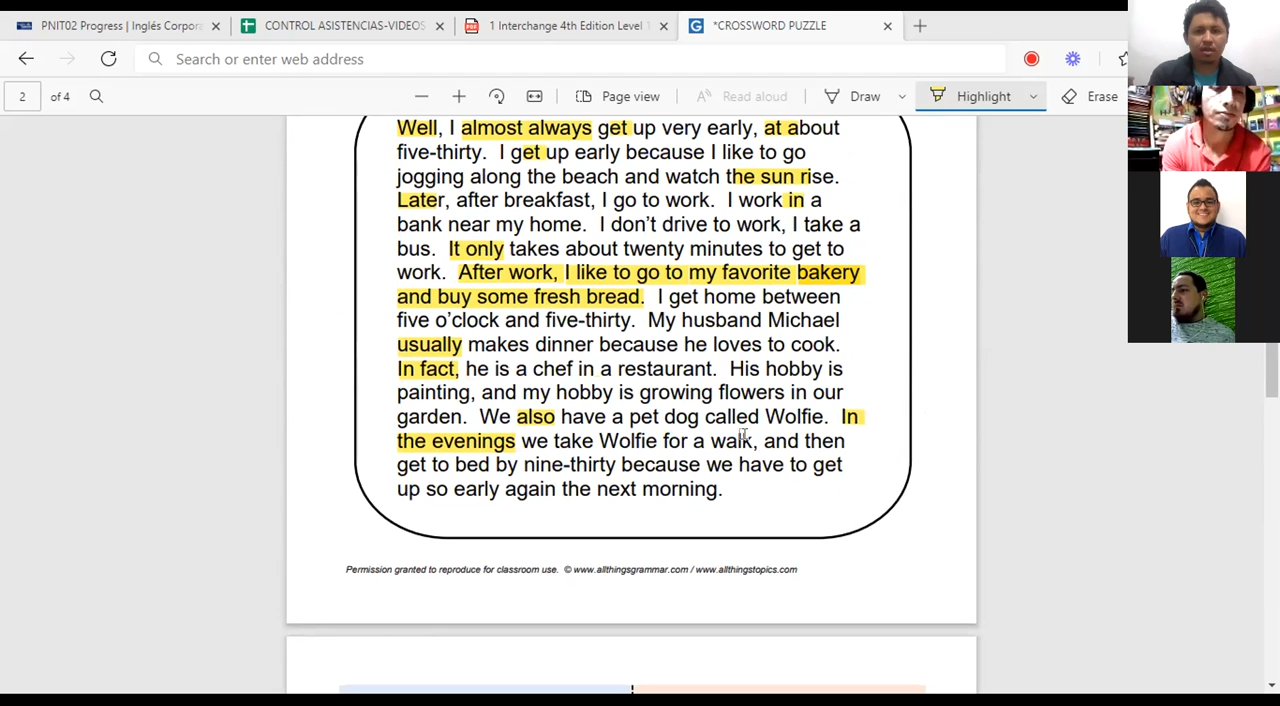 PNIT02 Progress | Inglés Corpora
CONTROL ASISTENCIAS-VIDEOS
1 Interchange 4th Edition Level
*CROSSWORD PUZZLE
Search or enter web address
2 of 4
Page view
Read aloud
Draw
Highlight
Erase
Well, I almost always get up very early, at about
five-thirty. I get up early because I like to go
jogging along the beach and watch the sun rise.
Later, after breakfast, I go to work. I work in a
bank near my home. I don't drive to work, I take a
bus. It only takes about twenty minutes to get to
work. After work, I like to go to my favorite bakery
and buy some fresh bread. I get home between
five o'clock and five-thirty. My husband Michael
usually makes dinner because he loves to cook.
In fact, he is a chef in a restaurant. His hobby is
painting, and my hobby is growing flowers in our
garden. We also have a pet dog called Wolfie. In
the evenings we take Wolfie for a walk, and then
get to bed by nine-thirty because we have to get
up so early again the next morning.
Permission granted to reproduce for classroom use. © www.allthingsgrammar.com / www.allthingstopics.com